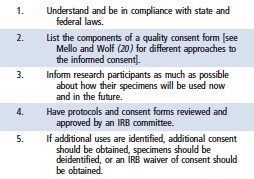 1. Understand and be in compliance with state and
federal laws.
2. List the components of a quality consent form [see
Mello and Wolf (20) for different approaches to
the informed consent].
3. Inform research participants as much as possible
about how their specimens will be used now
and in the future.
4. Have protocols and consent forms reviewed and
approved by an IRB committee.
5. If additional uses are identified, additional consent
should be obtained, specimens should be
deidentified, or an IRB waiver of consent should
be obtained.